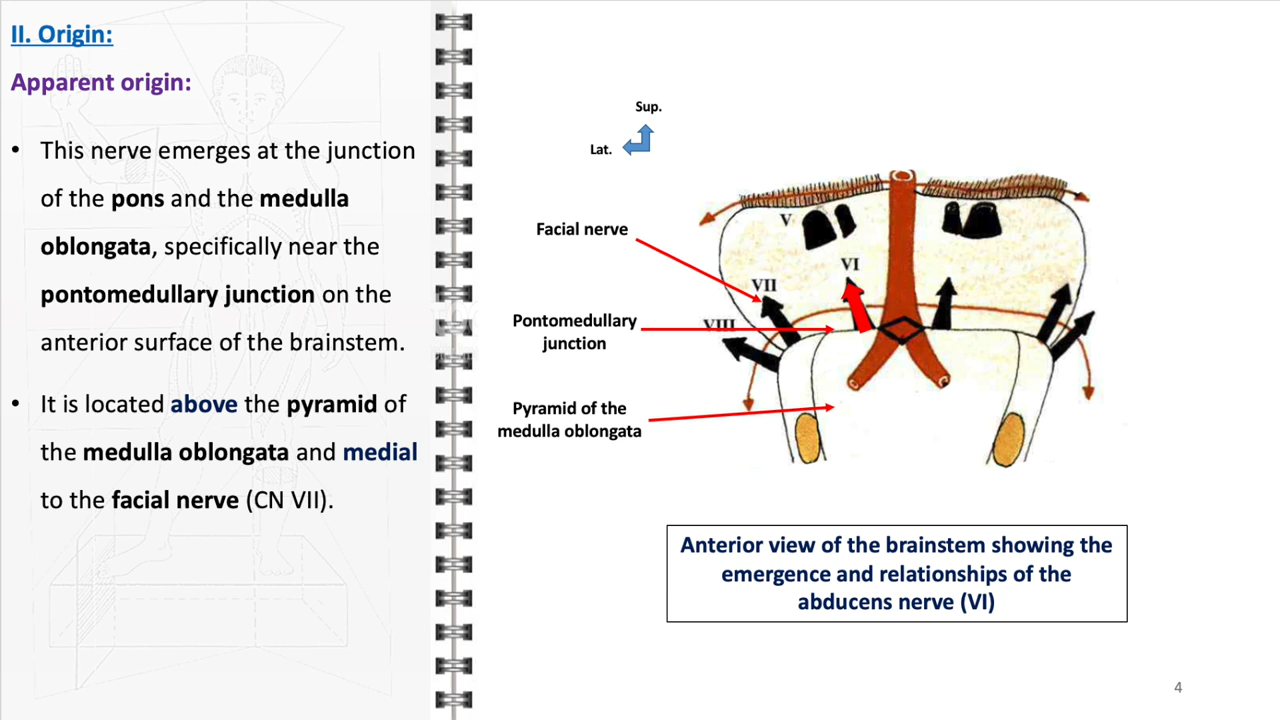 II. Origin:
Apparent origin:
• This nerve emerges at the junction
of the pons and the medulla
oblongata, specifically near the
pontomedullary junction on the
anterior surface of the brainstem.
• It is located above the pyramid of
the medulla oblongata and medial
to the facial nerve (CN VII).
Sup.
Lat.
Facial nerve
Pontomedullary
junction
Pyramid of the
medulla oblongata
V
VI
VII
VIII
Anterior view of the brainstem showing the
emergence and relationships of the
abducens nerve (VI)
4